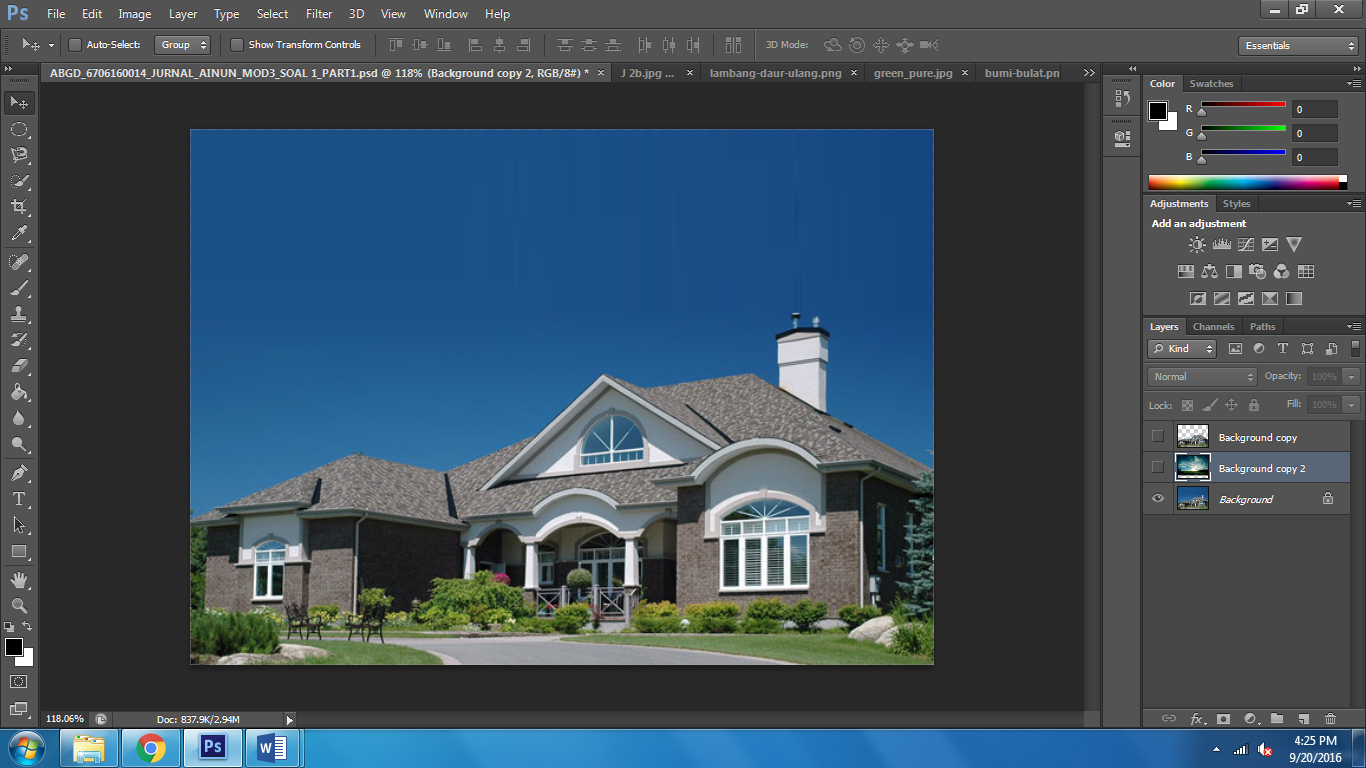 Ps File Edit Image Layer Type Select Filter 3D View Window Help
Auto-Select: Group Show Transform Controls 3D Mode: Essentials
ABGD_6706160014_JURNAL_AINUN_MOD3_SOAL 1_PART1.psd @ 118% (Background copy 2, RGB/8#) * × J 2b.jpg ... × lambang-daur-ulang.png × green_pure.jpg × bumi-bulat.pn
Color Swatches
R 0
G 0
B 0
Adjustments Styles
Add an adjustment
Layers Channels Paths
Kind T
Normal Opacity: 100%
Lock: Fill: 100%
Background copy
Background copy 2
Background
fx
118.06% Doc: 837.9K/2.94M
Ps W
4:25 PM
9/20/2016